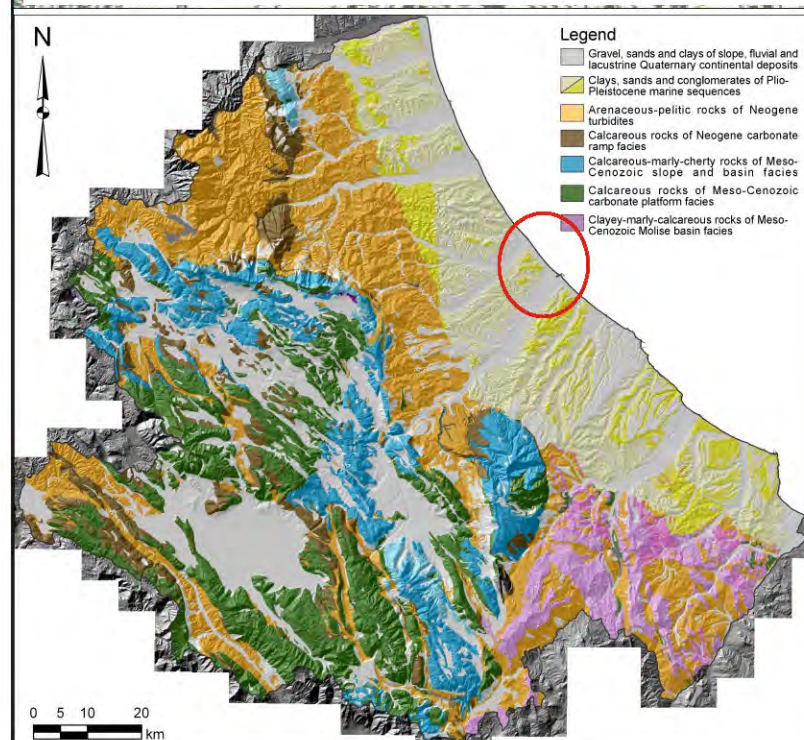 N
Legend
Gravel, sands and clays of slope, fluvial and
lacustrine Quaternary continental deposits
Clays, sands and conglomerates of Plio-
Pleistocene marine sequences
Arenaceous-pelitic rocks of Neogene
turbidites
Calcareous rocks of Neogene carbonate
ramp facies
Calcareous-marly-cherty rocks of Meso-
Cenozoic slope and basin facies
Calcareous rocks of Meso-Cenozoic
carbonate platform facies
Clayey-marly-calcareous rocks of Meso-
Cenozoic Molise basin facies
0 5 10 20
km